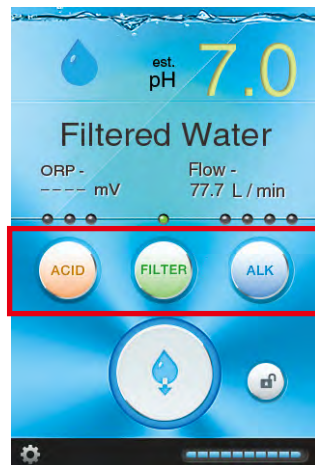 est.
pH 7.0
Filtered Water
ORP - Flow -
---- mV 77.7 L / min
ACID FILTER ALK